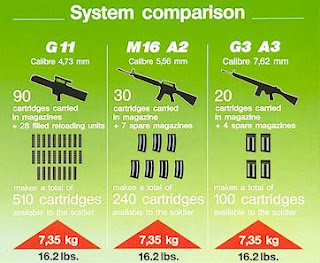 System comparison
G 11
Calibre 4,73 mm
90
cartridges carried
in magazine
+ 28 filled reloading units
makes a total of
510 cartridges
available to the soldier
7,35 kg
16.2 lbs.
M16 A2
Calibre 5,56 mm
30
cartridges carried
in magazine
+ 7 spare magazines
makes a total of
240 cartridges
available to the soldier
7,35 kg
16.2 lbs.
G3 A3
Calibre 7,62 mm
20
cartridges carried
in magazine
+ 4 spare magazines
makes a total of
100 cartridges
available to the soldier
7,35 kg
16.2 lbs.